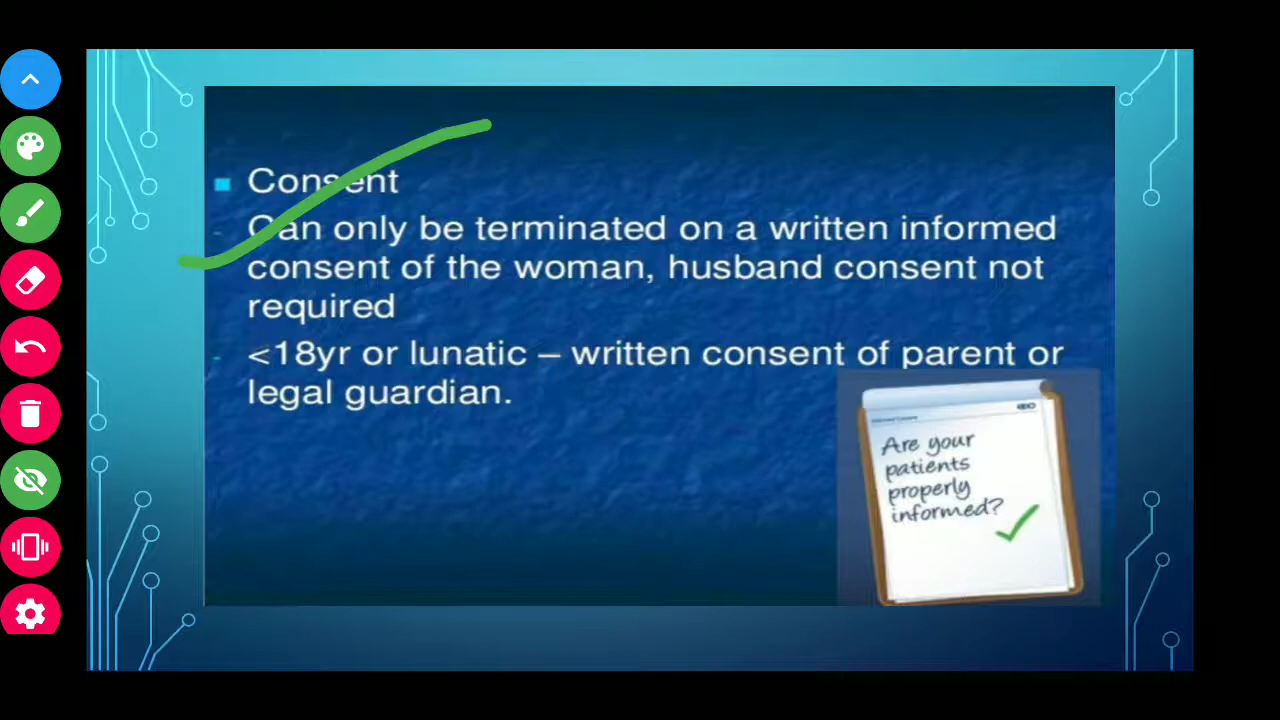 Consent
- Can only be terminated on a written informed
consent of the woman, husband consent not
required
- <18yr or lunatic – written consent of parent or
legal guardian.
Are your
patients
properly
informed?